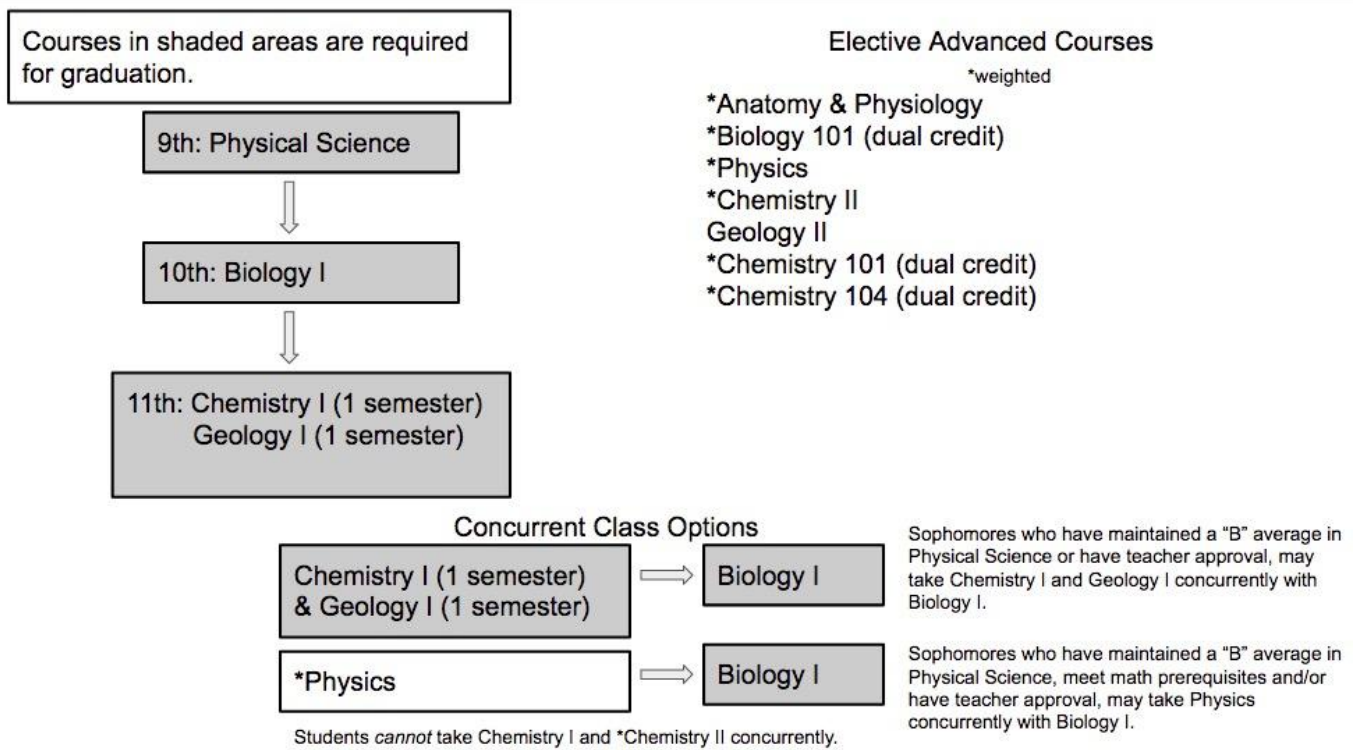 Courses in shaded areas are required
for graduation.
9th: Physical Science
10th: Biology I
11th: Chemistry I (1 semester)
Geology I (1 semester)
Elective Advanced Courses
*weighted
*Anatomy & Physiology
*Biology 101 (dual credit)
*Physics
*Chemistry II
Geology II
*Chemistry 101 (dual credit)
*Chemistry 104 (dual credit)
Concurrent Class Options
Chemistry I (1 semester)
& Geology I (1 semester)
Biology I
Sophomores who have maintained a “B” average in
Physical Science or have teacher approval, may
take Chemistry I and Geology I concurrently with
Biology I.
*Physics
Biology I
Sophomores who have maintained a “B” average in
Physical Science, meet math prerequisites and/or
have teacher approval, may take Physics
concurrently with Biology I.
Students cannot take Chemistry I and *Chemistry II concurrently.